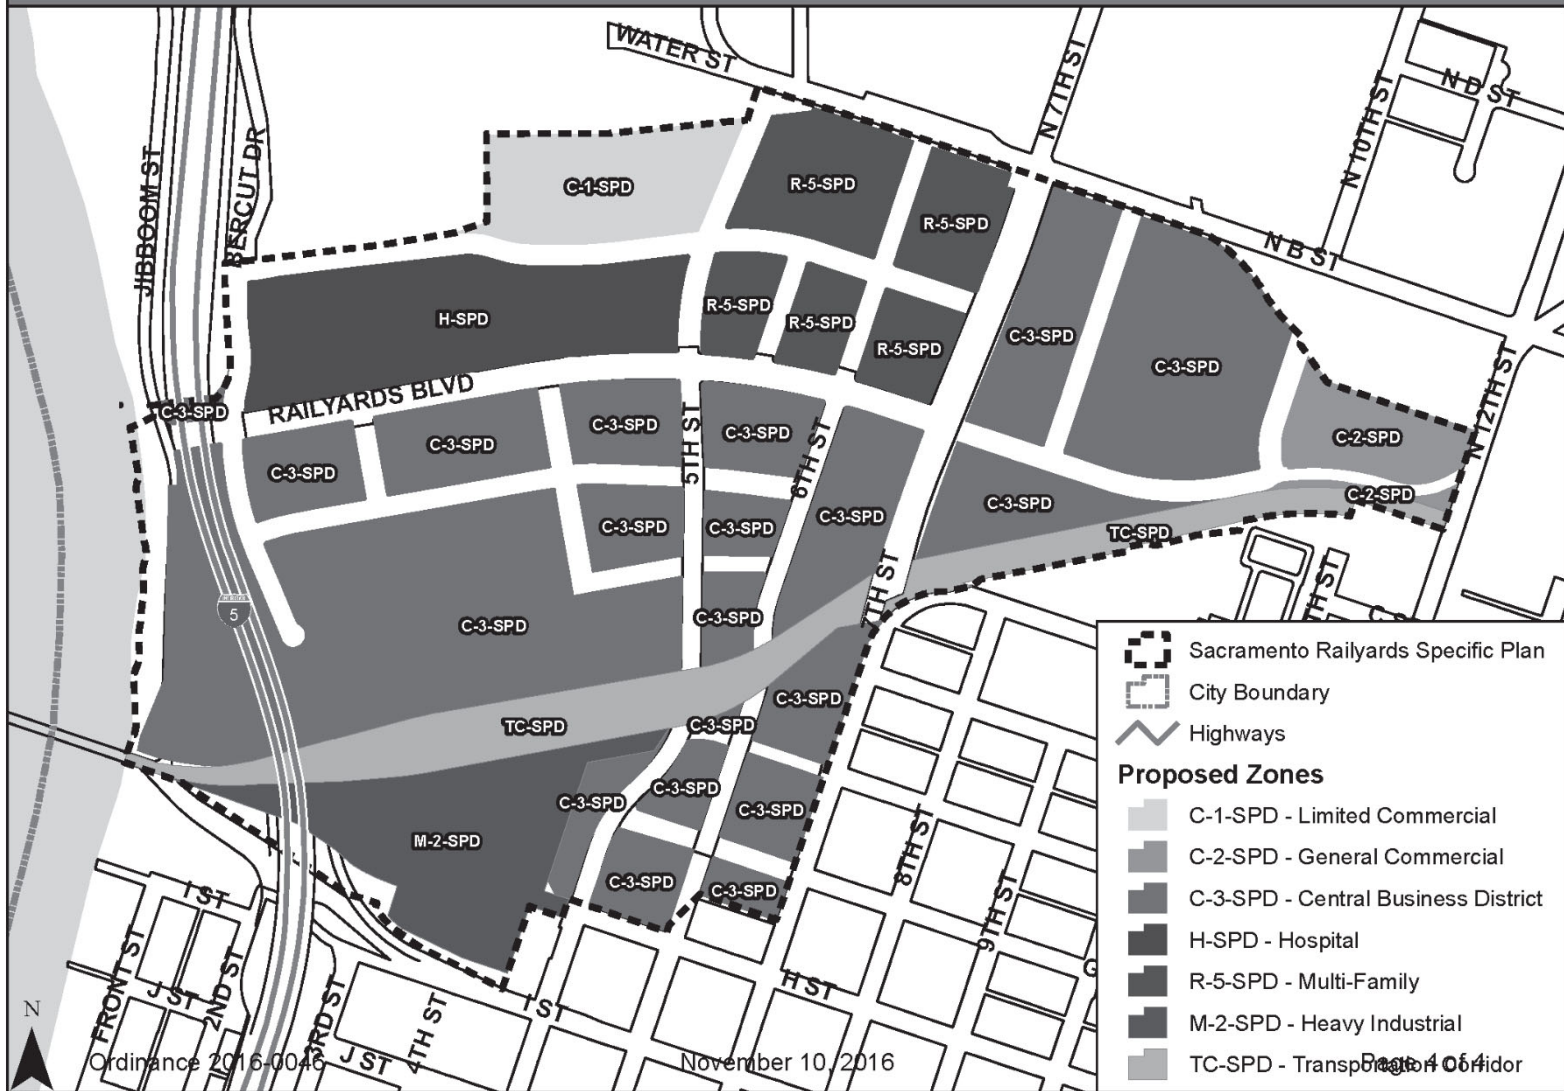 WATER ST
N 7TH ST
N 10TH ST
N D ST
JIBBOOM ST
BERCUT DR
C-1-SPD
R-5-SPD
R-5-SPD
N B ST
H-SPD
R-5-SPD
R-5-SPD
R-5-SPD
C-3-SPD
C-3-SPD
C-3-SPD
RAILYARDS BLVD
N 12TH ST
C-3-SPD
C-3-SPD
C-3-SPD
C-3-SPD
C-2-SPD
5TH ST
6TH ST
C-3-SPD
C-3-SPD
C-3-SPD
C-3-SPD
C-2-SPD
TC-SPD
7TH ST
5
C-3-SPD
C-3-SPD
TC-SPD
C-3-SPD
C-3-SPD
C-3-SPD
C-3-SPD
C-3-SPD
M-2-SPD
C-3-SPD
C-3-SPD
8TH ST
9TH ST
I ST
FRONT ST
J ST
2ND ST
3RD ST
4TH ST
I ST
J ST
H ST
G
Sacramento Railyards Specific Plan
City Boundary
Highways
Proposed Zones
C-1-SPD - Limited Commercial
C-2-SPD - General Commercial
C-3-SPD - Central Business District
H-SPD - Hospital
R-5-SPD - Multi-Family
M-2-SPD - Heavy Industrial
TC-SPD - Transportation Corridor
N
Ordinance 2016-0046
November 10, 2016
Page 4 of 4